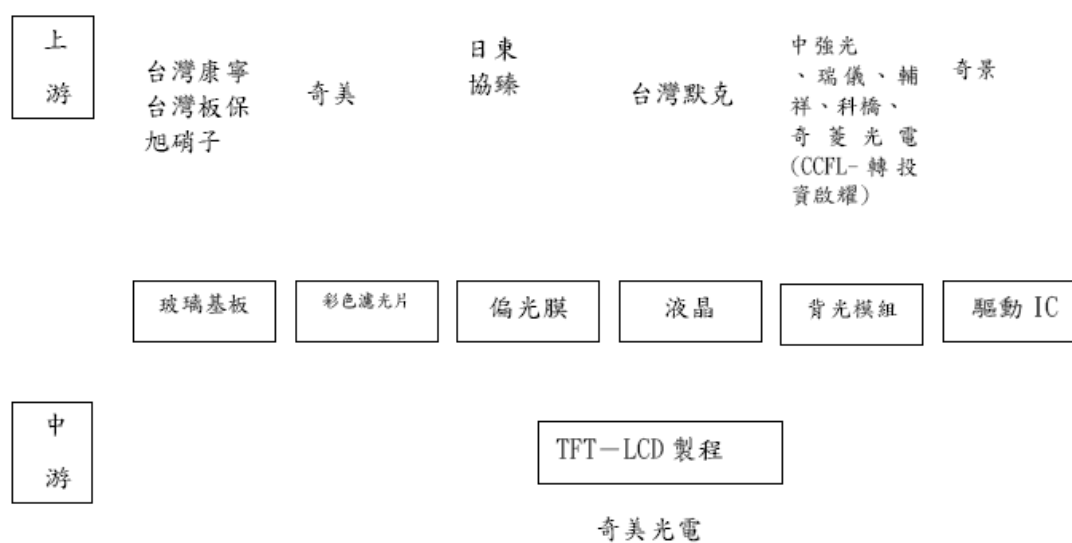 上
游
台灣康寧
台灣板保
旭硝子
奇美
日東
協臻
台灣默克
中強光
、瑞儀、輔
祥、科橋、
奇菱光電
(CCFL-轉投
資啟耀)
奇景
玻璃基板
彩色濾光片
偏光膜
液晶
背光模組
驅動 IC
中
游
TFT－LCD 製程
奇美光電